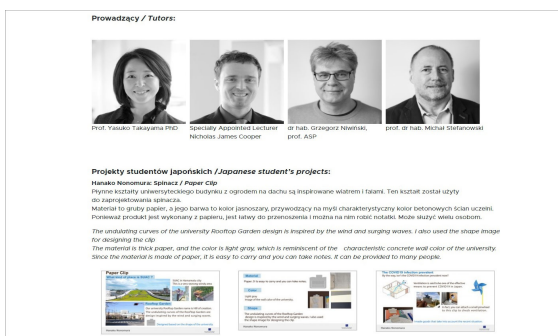 Prowadzący / Tutors:
Prof. Yasuko Takayama PhD
Specially Appointed Lecturer
Nicholas James Cooper
dr hab. Grzegorz Niwiński,
prof. ASP
prof. dr hab. Michał Stefanowski
Projekty studentów japońskich /Japanese student's projects:
Hanako Nonomura: Spinacz / Paper Clip
Płynne kształty uniwersyteckiego budynku z ogrodem na dachu są inspirowane wiatrem i falami. Ten kształt został użyty
do zaprojektowania spinacza.
Materiał to gruby papier, a jego barwa to kolor jasnoszary, przywodzący na myśl charakterystyczny kolor betonowych ścian uczelni.
Ponieważ produkt jest wykonany z papieru, jest łatwy do przenoszenia i można na nim robić notatki. Może służyć wielu osobom.
The undulating curves of the university Rooftop Garden design is inspired by the wind and surging waves. I also used the shape image
for designing the clip
The material is thick paper, and the color is light gray, which is reminiscent of the characteristic concrete wall color of the university.
Since the material is made of paper, it is easy to carry and you can take notes. It can be provided to many people.
Paper Clip
Rooftop Garden